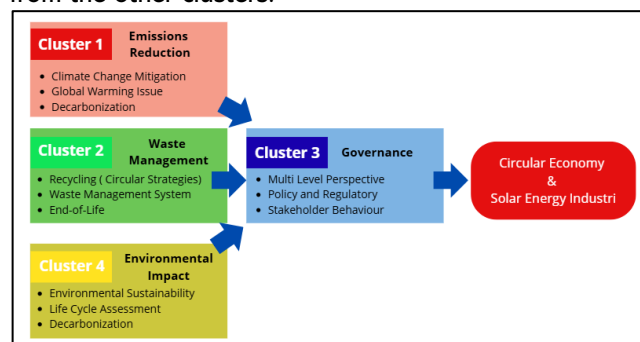 from the other clusters.
Cluster 1
Emissions
Reduction
• Climate Change Mitigation
• Global Warming Issue
• Decarbonization
Cluster 2
Waste
Management
• Recycling ( Circular Strategies)
• Waste Management System
• End-of-Life
Cluster 4
Environmental
Impact
• Environmental Sustainability
• Life Cycle Assessment
• Decarbonization
Cluster 3
Governance
• Multi Level Perspective
• Policy and Regulatory
• Stakeholder Behaviour
Circular Economy
&
Solar Energy Industri